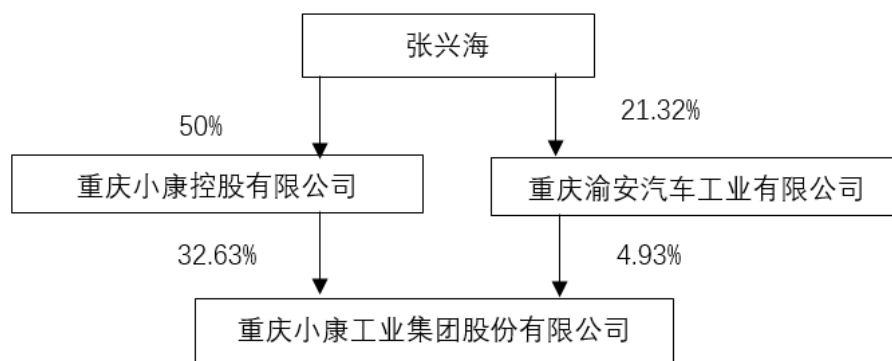 张兴海
50%
21.32%
重庆小康控股有限公司
重庆渝安汽车工业有限公司
32.63%
4.93%
重庆小康工业集团股份有限公司